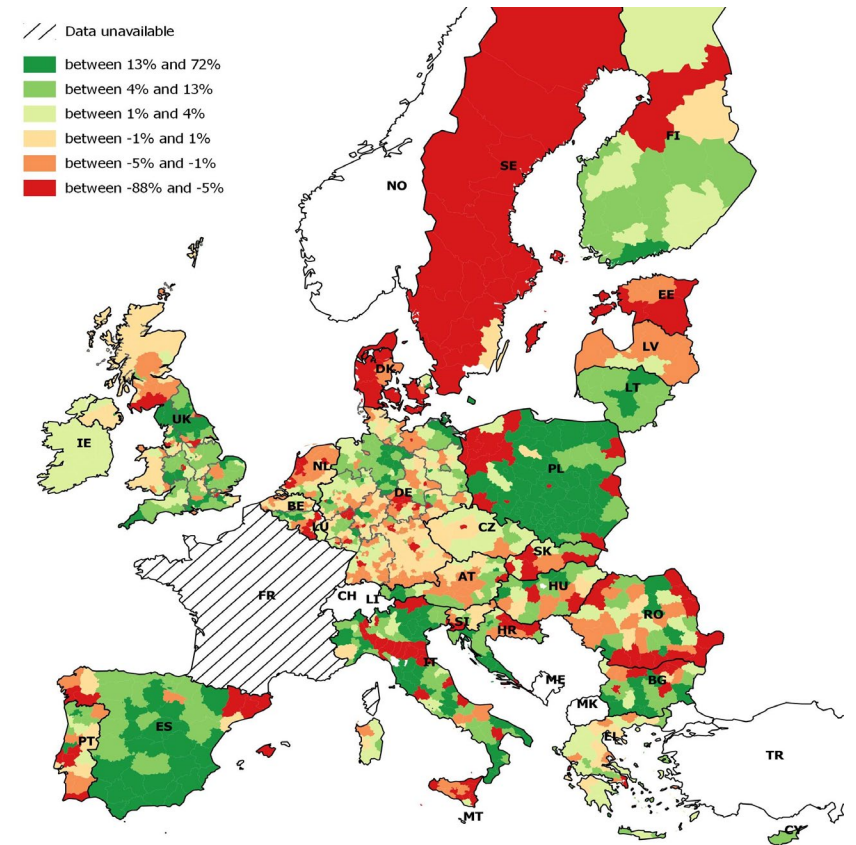 Data unavailable
between 13% and 72%
between 4% and 13%
between 1% and 4%
between -1% and 1%
between -5% and -1%
between -88% and -5%
FI
SE
NO
EE
LV
DK
LT
UK
IE
NL
PL
DE
BE
LU
CZ
SK
AT
HU
FR
CH
LI
RO
SI
HR
IT
BG
ME
MK
ES
PT
EL
TR
MT
CY